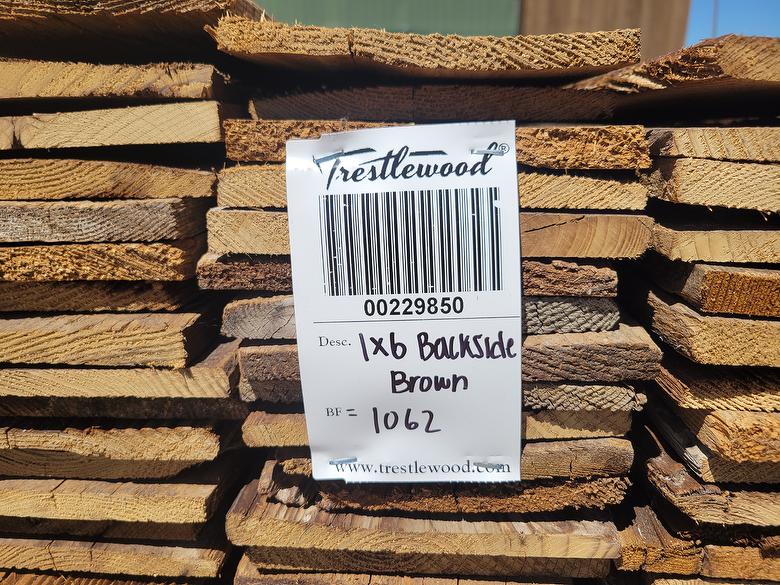 Trestlewood®
00229850
Desc. 1x6 Backside
Brown
BF = 1062
www.trestlewood.com